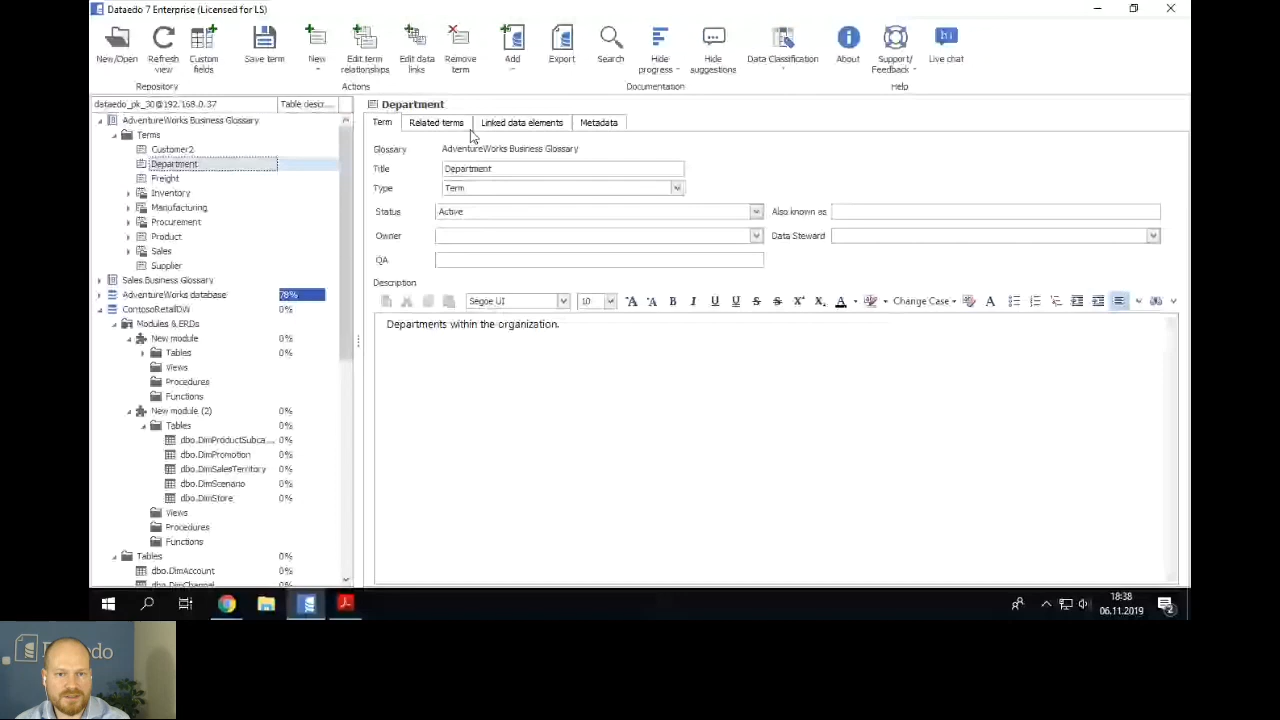 Dataedo 7 Enterprise (Licensed for LS)
New/Open
Refresh view
Custom fields
Save term
New
Edit term relationships
Edit data links
Remove term
Add
Export
Search
Hide progress
Hide suggestions
Data Classification
About
Support/ Feedback
Live chat
Repository
Actions
Documentation
Help
dataedo_pk_30@192.168.0.37
Table descr...
AdventureWorks Business Glossary
Terms
Customer2
Department
Freight
Inventory
Manufacturing
Procurement
Product
Sales
Supplier
Sales Business Glossary
AdventureWorks database 78%
ContosoRetailDW 0%
Modules & ERDs
New module 0%
Tables 0%
Views
Procedures
Functions
New module (2) 0%
Tables 0%
dbo.DimProductSubca... 0%
dbo.DimPromotion 0%
dbo.DimSalesTerritory 0%
dbo.DimScenario 0%
dbo.DimStore 0%
Views
Procedures
Functions
Tables 0%
dbo.DimAccount 0%
dbo.DimChannel 0%
Department
Term
Related terms
Linked data elements
Metadata
Glossary AdventureWorks Business Glossary
Title Department
Type Term
Status Active Also known as
Owner Data Steward
QA
Description
Segoe UI 10 Change Case
Departments within the organization.
18:38
06.11.2019